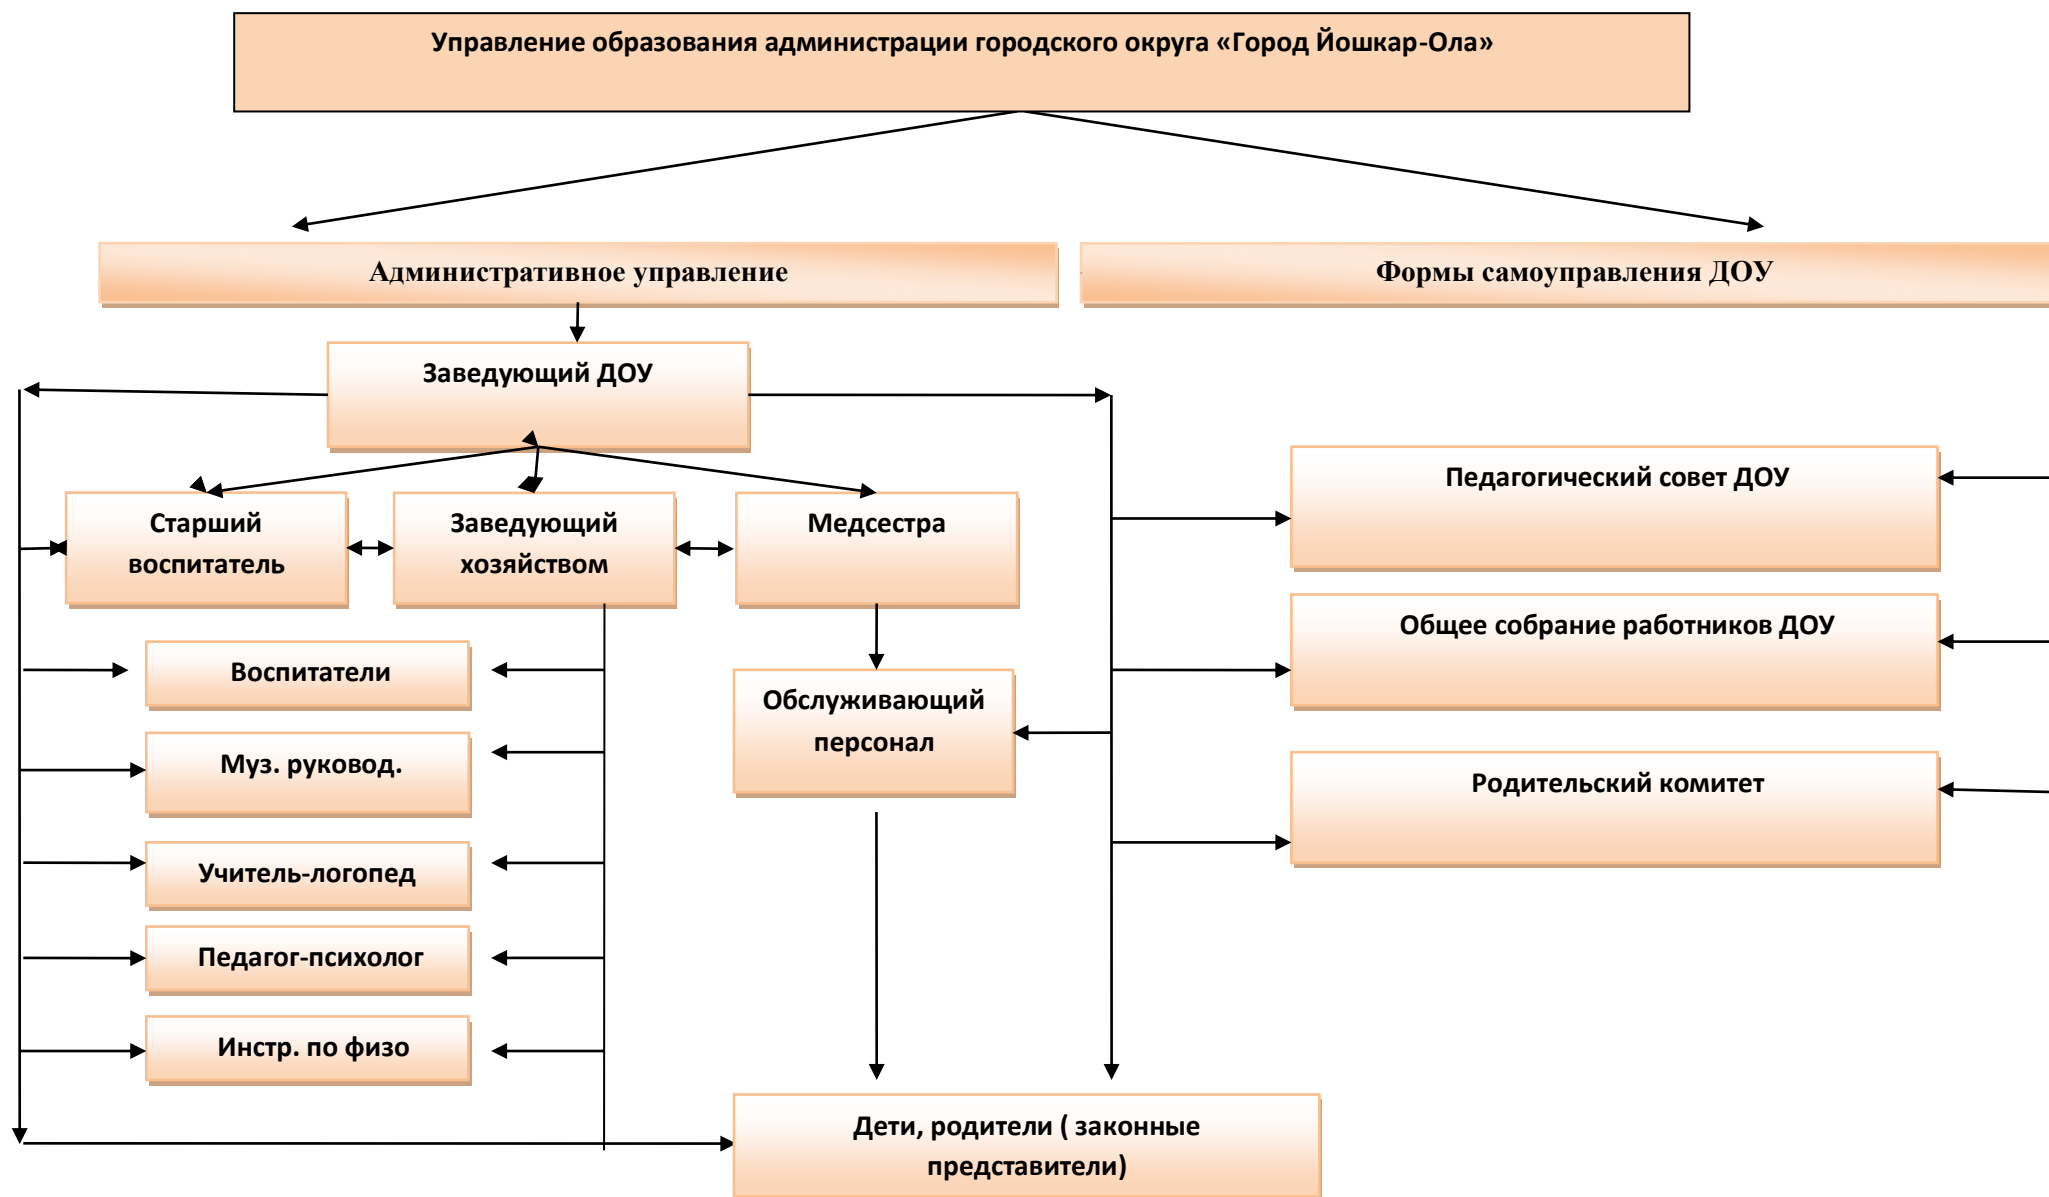 Управление образования администрации городского округа «Город Йошкар-Ола»
Административное управление
Формы самоуправления ДОУ
Заведующий ДОУ
Старший
воспитатель
Заведующий
хозяйством
Медсестра
Педагогический совет ДОУ
Общее собрание работников ДОУ
Воспитатели
Обслуживающий
персонал
Муз. руковод.
Родительский комитет
Учитель-логопед
Педагог-психолог
Инстр. по физо
Дети, родители ( законные
представители)